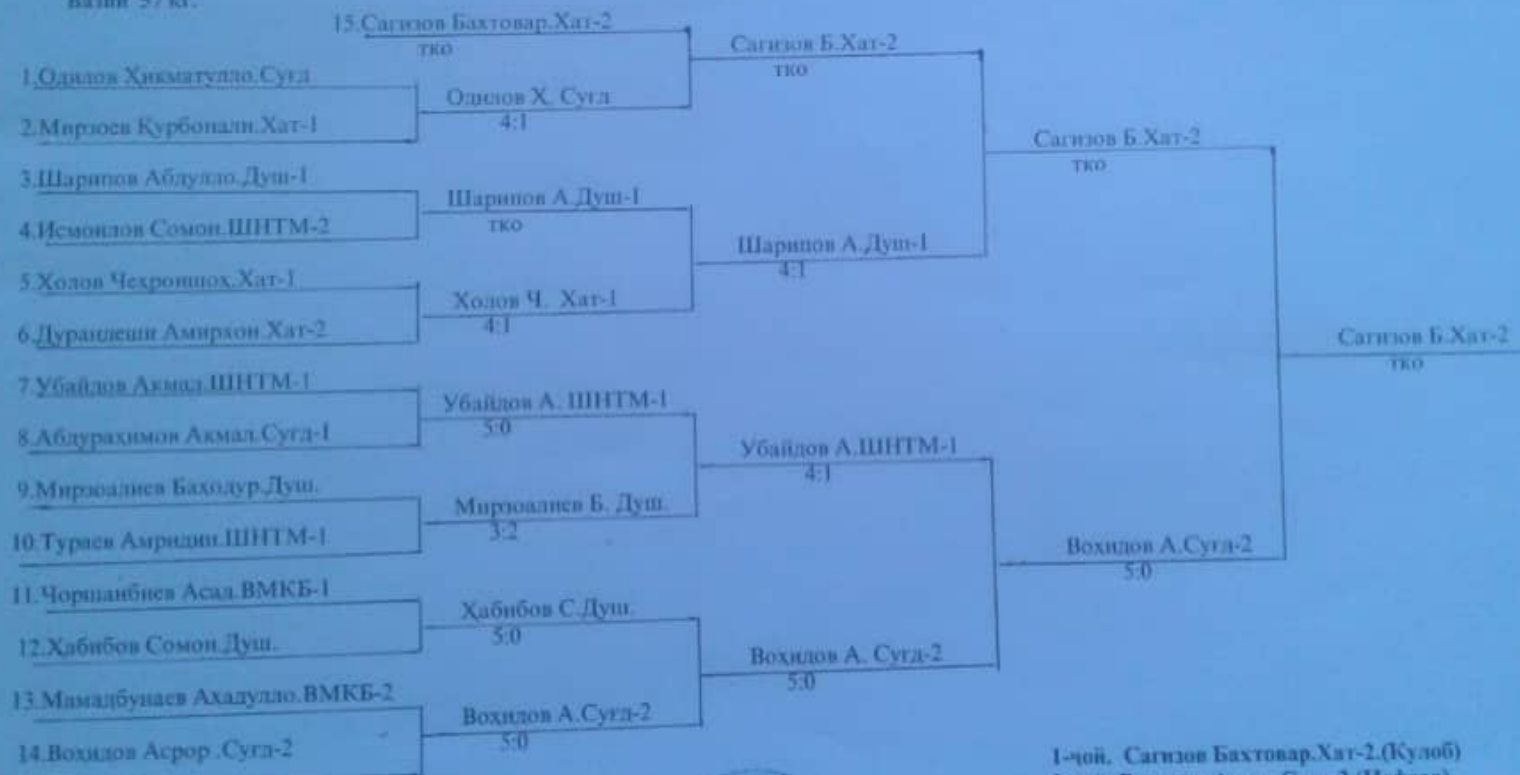 57 кг.
15.Сагизов Бахтовар.Хат-2
тко
1.Одилов Хикматулло.Сугд
2.Мирзоев Курбонали.Хат-1
3.Шарипов Абдулло.Душ-1
4.Исмоилов Сомон.ШНТМ-2
5.Холов Чехроншох.Хат-1
6.Дурандеши Амирхон.Хат-2
7.Убайдов Акмал.ШНТМ-1
8.Абдурахимов Акмал.Сугд-1
9.Мирзоалиев Баходур.Душ.
10.Тураев Амридин.ШНТМ-1
11.Чоршанбиев Асад.ВМКБ-1
12.Хабибов Сомон.Душ.
13.Мамадбунаев Ахадулло.ВМКБ-2
14.Вохидов Асрор .Сугд-2
Одилов Х. Сугд
4:1
Шарипов А.Душ-1
тко
Холов Ч. Хат-1
4:1
Убайдов А. ШНТМ-1
5:0
Мирзоалиев Б. Душ.
3:2
Хабибов С.Душ.
5:0
Вохидов А.Сугд-2
5:0
Сагизов Б.Хат-2
тко
Шарипов А.Душ-1
4:1
Убайдов А.ШНТМ-1
4:1
Вохидов А. Сугд-2
5:0
Сагизов Б.Хат-2
тко
Вохидов А.Сугд-2
5:0
Сагизов Б.Хат-2
тко
1-чой. Сагизов Бахтовар.Хат-2.(Кулоб)